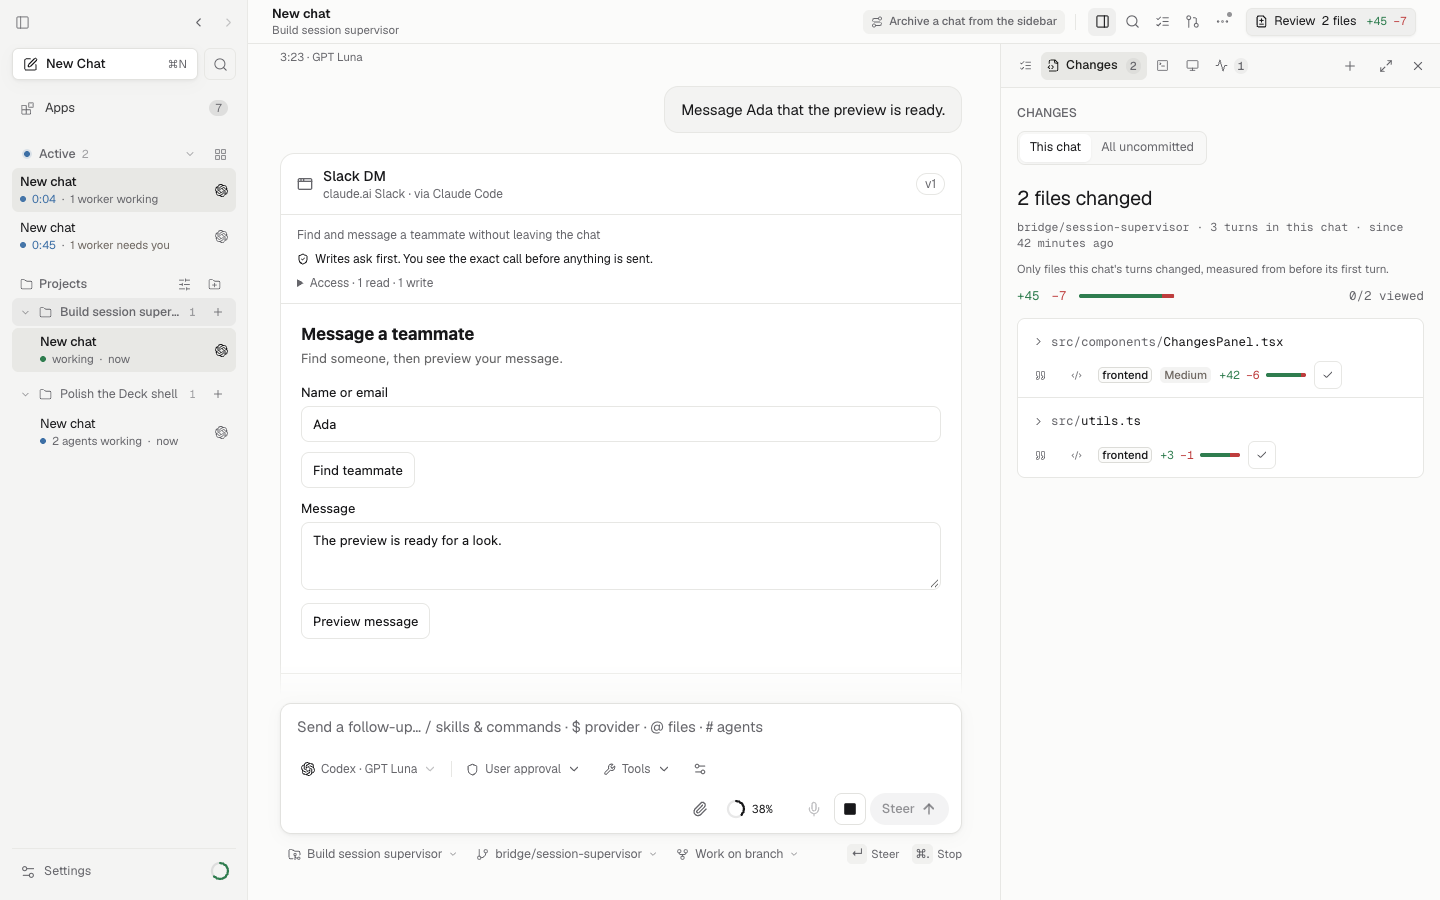 New Chat
⌘N
Apps
7
Active 2
New chat
0:04 · 1 worker working
New chat
0:45 · 1 worker needs you
Projects
Build session super... 1
New chat
working · now
Polish the Deck shell 1
New chat
2 agents working · now
Settings
New chat
Build session supervisor
Archive a chat from the sidebar
Review 2 files +45 −7
3:23 · GPT Luna
Message Ada that the preview is ready.
Slack DM
claude.ai Slack · via Claude Code
v1
Find and message a teammate without leaving the chat
Writes ask first. You see the exact call before anything is sent.
Access · 1 read · 1 write
Message a teammate
Find someone, then preview your message.
Name or email
Ada
Find teammate
Message
The preview is ready for a look.
Preview message
Send a follow-up... / skills & commands · $ provider · @ files · # agents
Codex · GPT Luna
User approval
Tools
38%
Steer
Build session supervisor
bridge/session-supervisor
Work on branch
Steer
⌘. Stop
Changes 2
1
CHANGES
This chat
All uncommitted
2 files changed
bridge/session-supervisor · 3 turns in this chat · since
42 minutes ago
Only files this chat's turns changed, measured from before its first turn.
+45 −7
0/2 viewed
src/components/ChangesPanel.tsx
frontend Medium +42 −6
src/utils.ts
frontend +3 −1